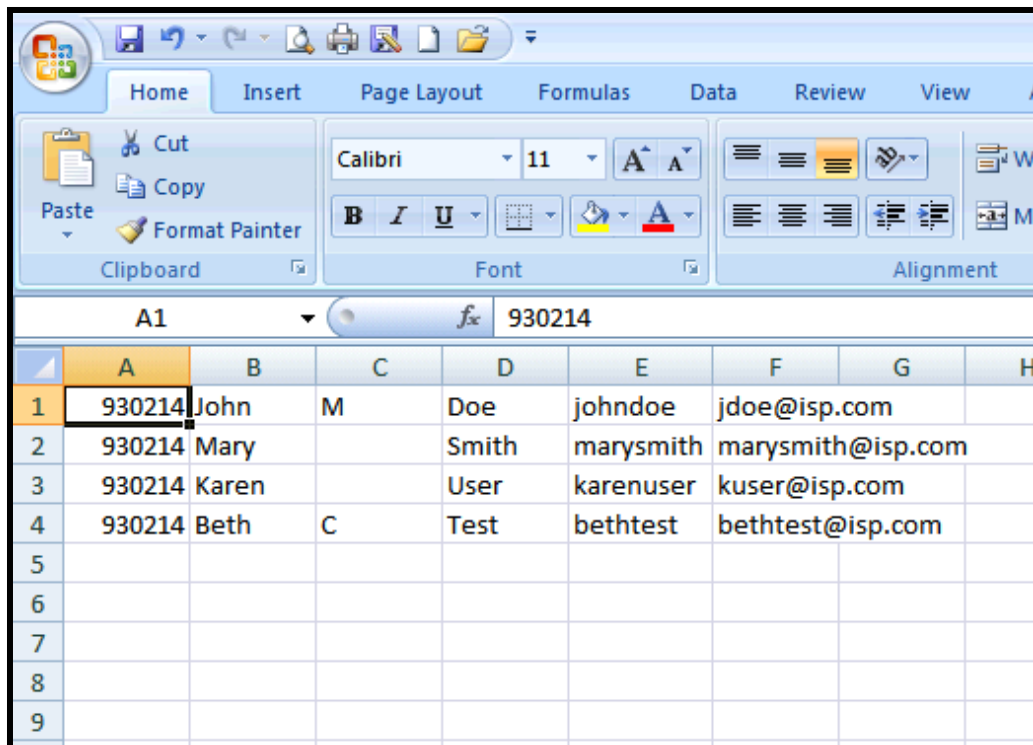 Home Insert Page Layout Formulas Data Review View
Cut
Calibri 11 A A
Copy
Paste
B I U A
Format Painter
Clipboard Font Alignment
A1 fx 930214
A B C D E F G H
1 930214 John M Doe johndoe jdoe@isp.com
2 930214 Mary Smith marysmith marysmith@isp.com
3 930214 Karen User karenuser kuser@isp.com
4 930214 Beth C Test bethtest bethtest@isp.com
5
6
7
8
9